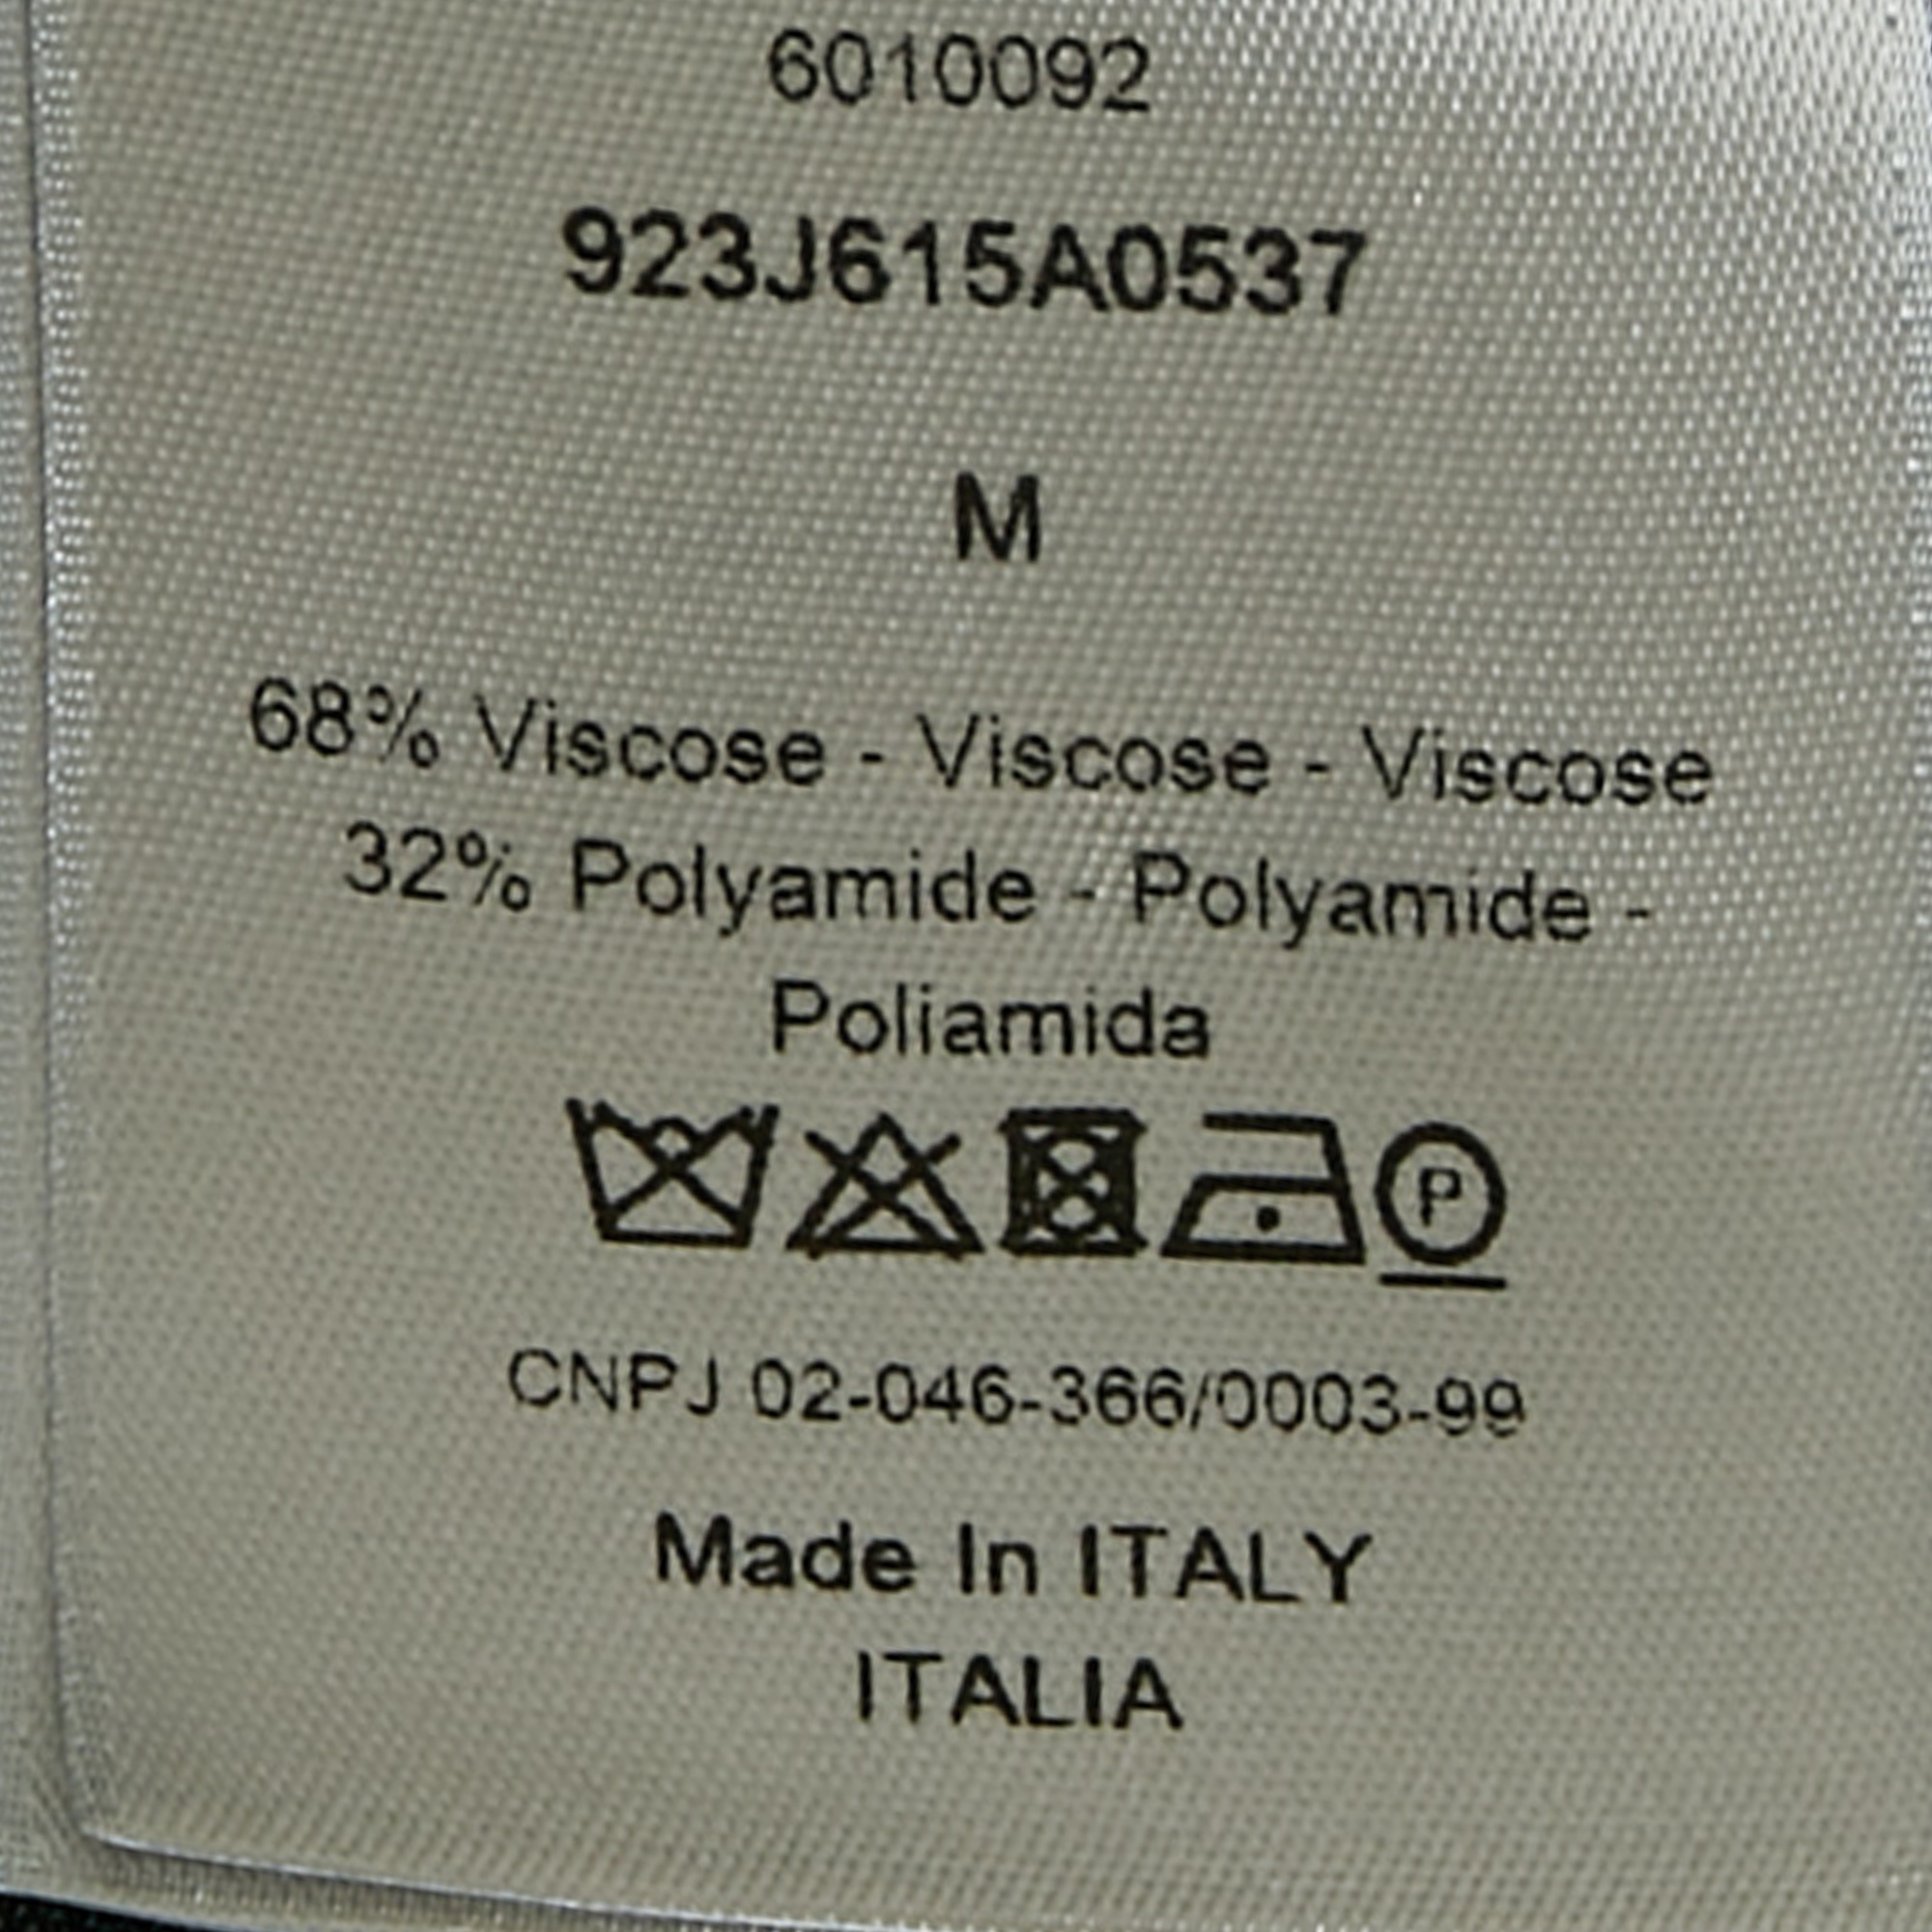 6010092
923J615A0537
M
68% Viscose - Viscose - Viscose
32% Polyamide - Polyamide -
Poliamida
P
CNPJ 02-046-366/0003-99
Made In ITALY
ITALIA